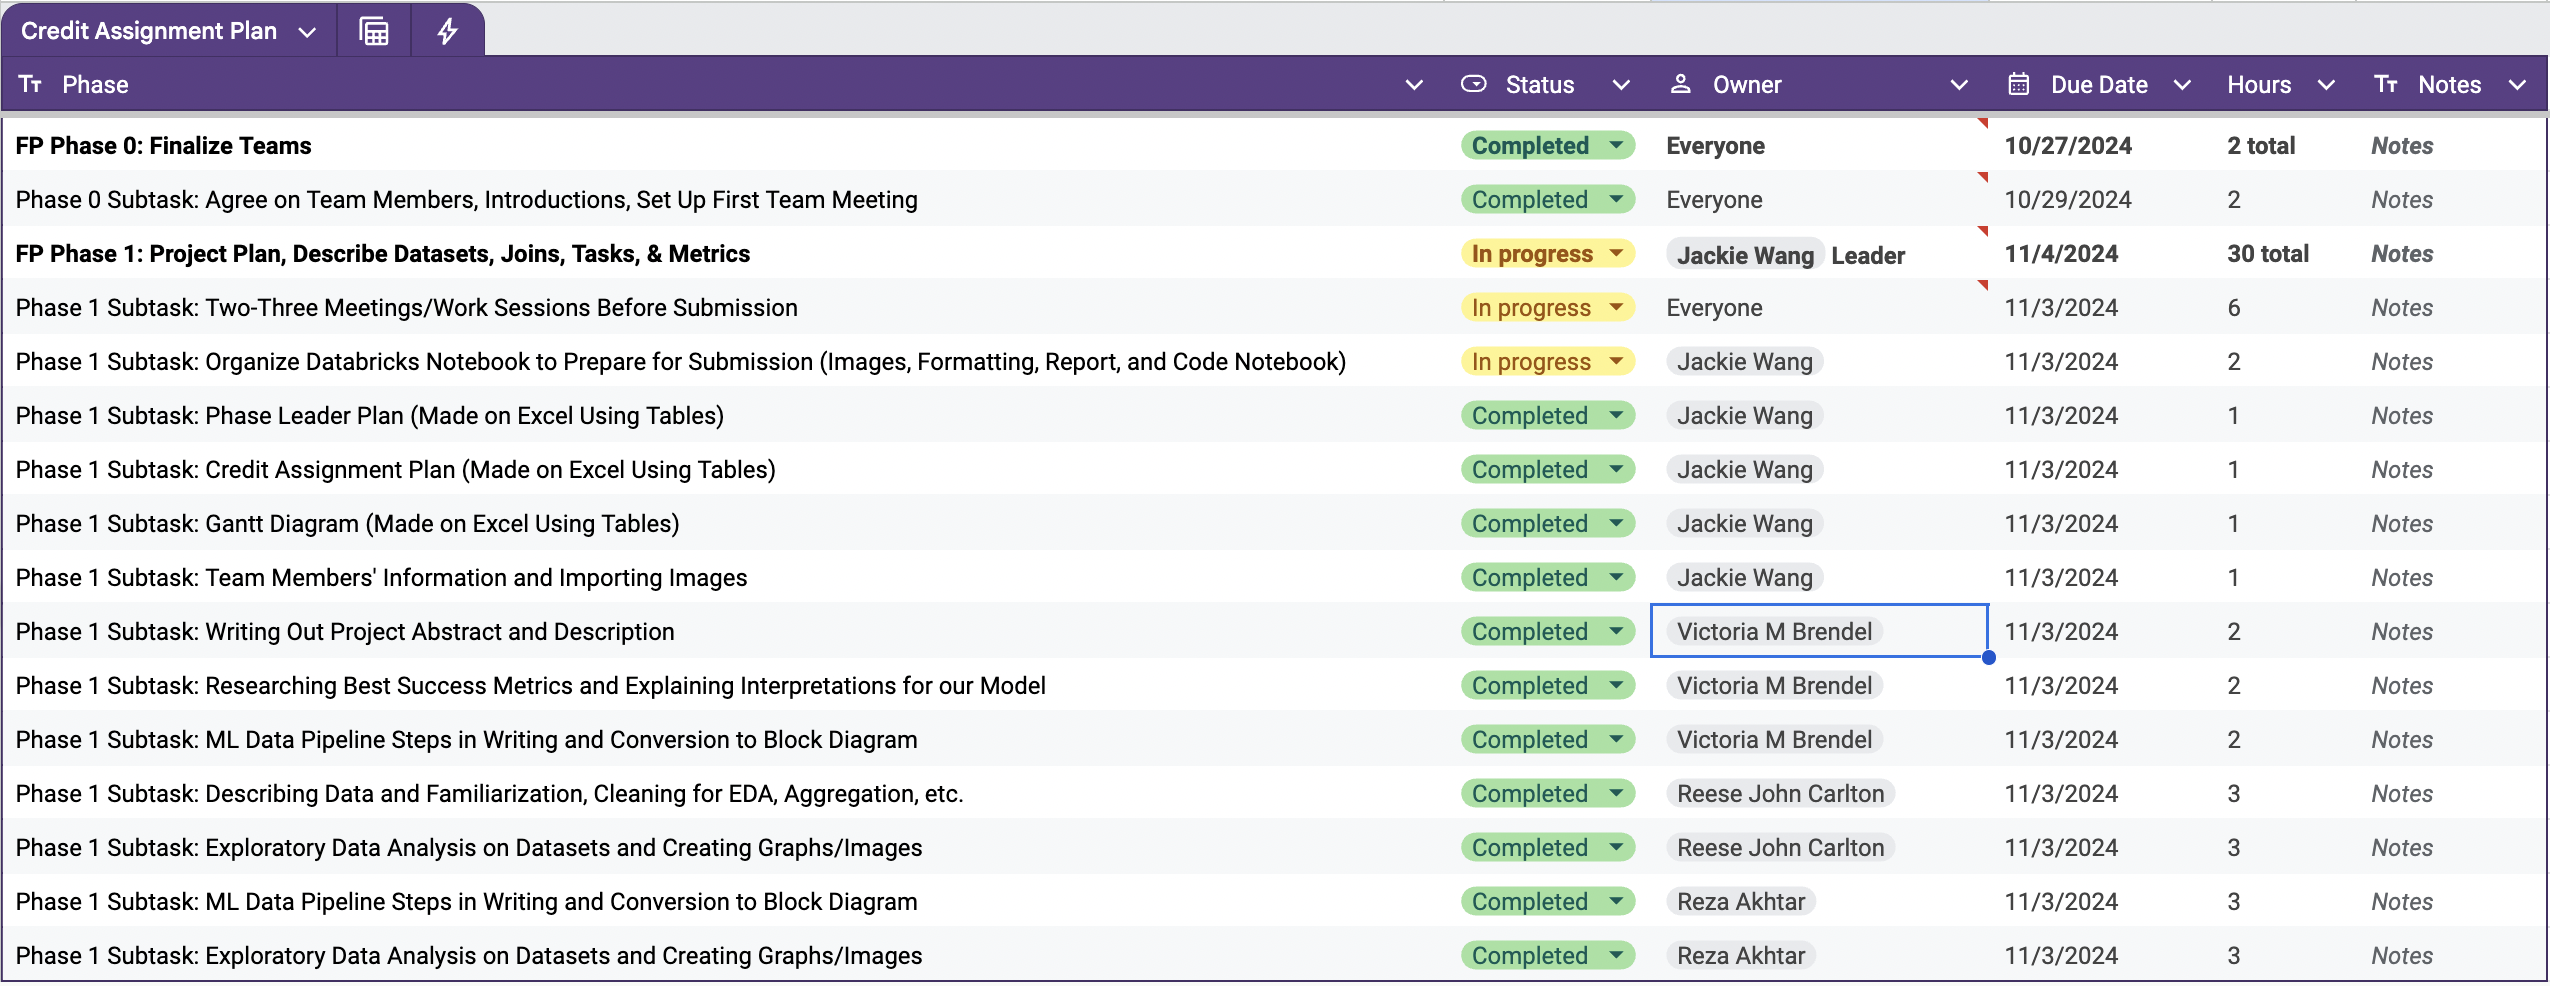 Credit Assignment Plan
Phase Status Owner Due Date Hours Notes
FP Phase 0: Finalize Teams Completed Everyone 10/27/2024 2 total Notes
Phase 0 Subtask: Agree on Team Members, Introductions, Set Up First Team Meeting Completed Everyone 10/29/2024 2 Notes
FP Phase 1: Project Plan, Describe Datasets, Joins, Tasks, & Metrics In progress Jackie Wang Leader 11/4/2024 30 total Notes
Phase 1 Subtask: Two-Three Meetings/Work Sessions Before Submission In progress Everyone 11/3/2024 6 Notes
Phase 1 Subtask: Organize Databricks Notebook to Prepare for Submission (Images, Formatting, Report, and Code Notebook) In progress Jackie Wang 11/3/2024 2 Notes
Phase 1 Subtask: Phase Leader Plan (Made on Excel Using Tables) Completed Jackie Wang 11/3/2024 1 Notes
Phase 1 Subtask: Credit Assignment Plan (Made on Excel Using Tables) Completed Jackie Wang 11/3/2024 1 Notes
Phase 1 Subtask: Gantt Diagram (Made on Excel Using Tables) Completed Jackie Wang 11/3/2024 1 Notes
Phase 1 Subtask: Team Members' Information and Importing Images Completed Jackie Wang 11/3/2024 1 Notes
Phase 1 Subtask: Writing Out Project Abstract and Description Completed Victoria M Brendel 11/3/2024 2 Notes
Phase 1 Subtask: Researching Best Success Metrics and Explaining Interpretations for our Model Completed Victoria M Brendel 11/3/2024 2 Notes
Phase 1 Subtask: ML Data Pipeline Steps in Writing and Conversion to Block Diagram Completed Victoria M Brendel 11/3/2024 2 Notes
Phase 1 Subtask: Describing Data and Familiarization, Cleaning for EDA, Aggregation, etc. Completed Reese John Carlton 11/3/2024 3 Notes
Phase 1 Subtask: Exploratory Data Analysis on Datasets and Creating Graphs/Images Completed Reese John Carlton 11/3/2024 3 Notes
Phase 1 Subtask: ML Data Pipeline Steps in Writing and Conversion to Block Diagram Completed Reza Akhtar 11/3/2024 3 Notes
Phase 1 Subtask: Exploratory Data Analysis on Datasets and Creating Graphs/Images Completed Reza Akhtar 11/3/2024 3 Notes